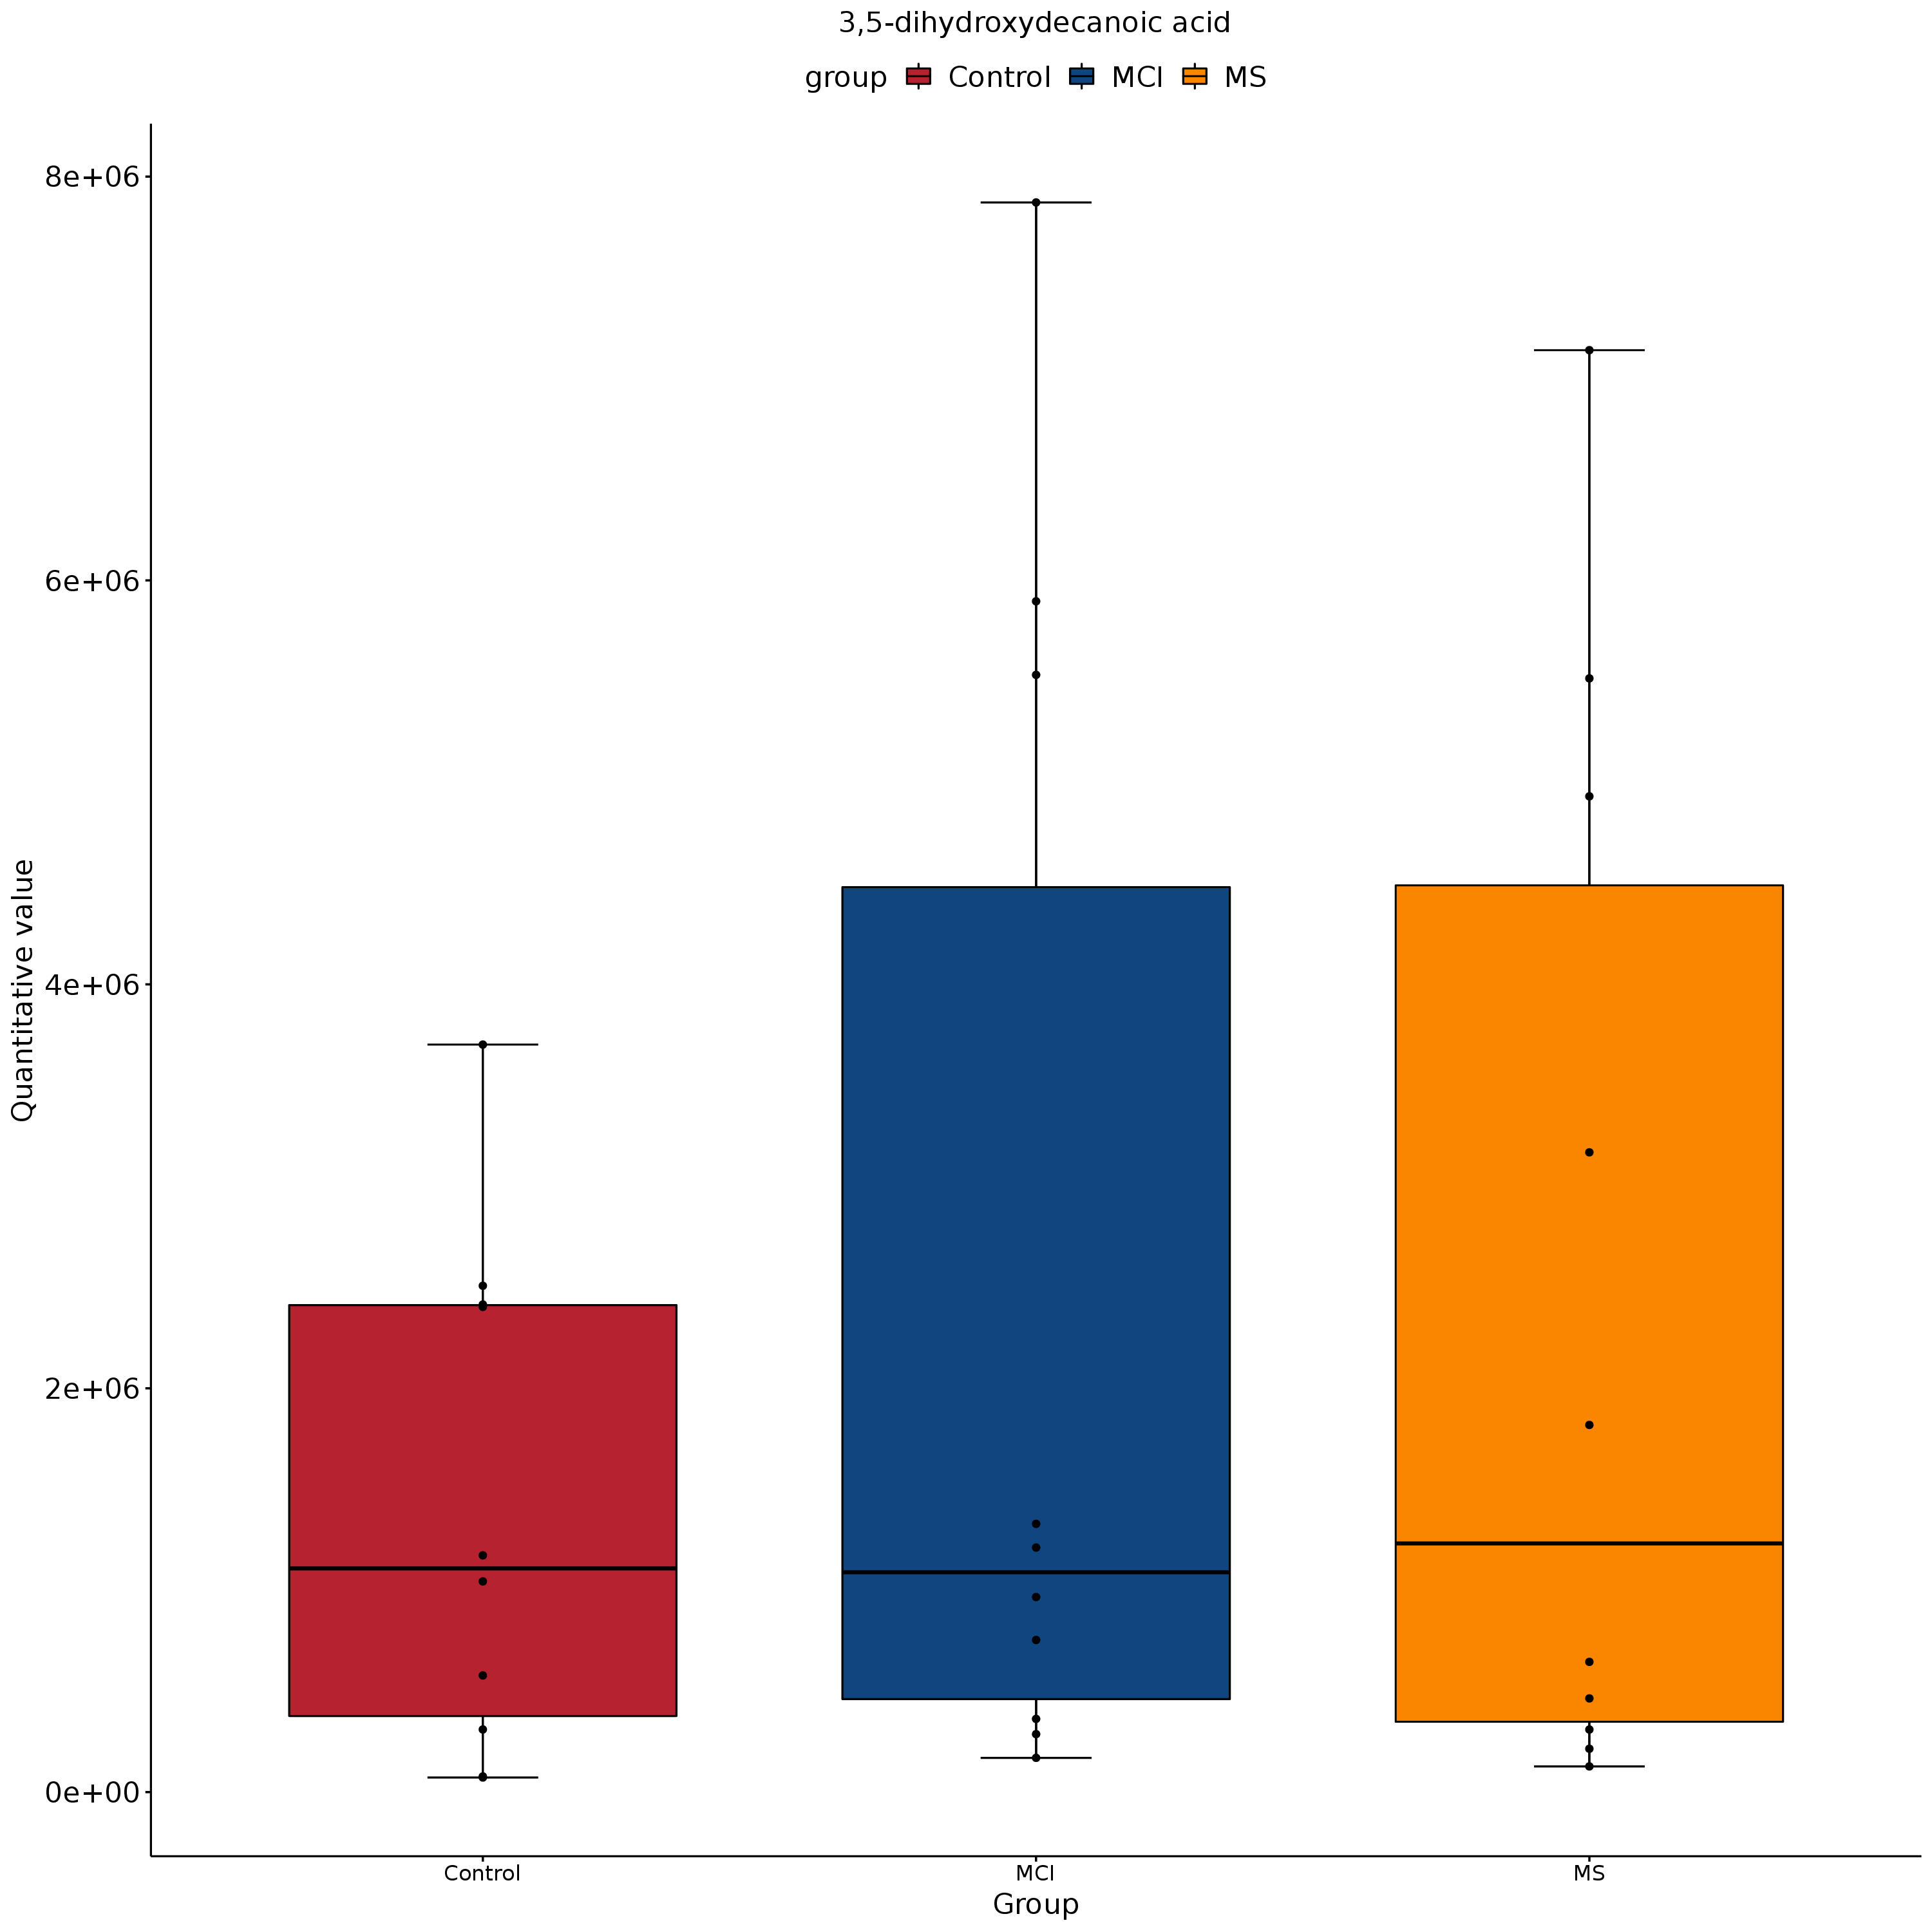 3,5-dihydroxydecanoic acid
group Control MCI MS
8e+06
6e+06
4e+06
2e+06
0e+00
Quantitative value
Control MCI MS
Group